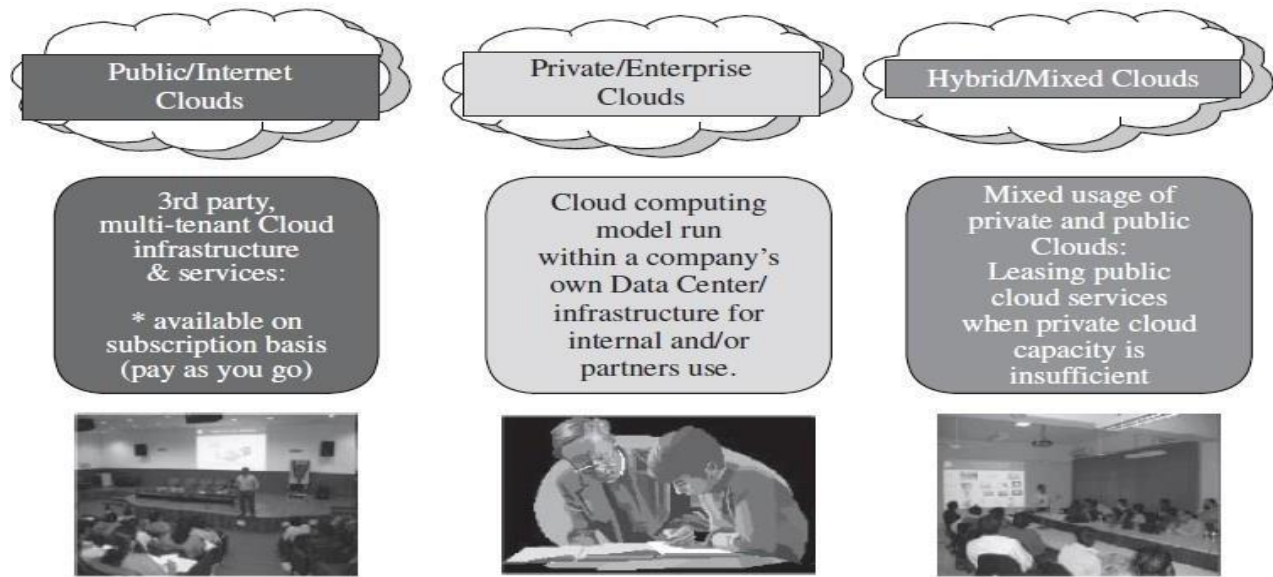 Public/Internet
Clouds
Private/Enterprise
Clouds
Hybrid/Mixed Clouds
3rd party,
multi-tenant Cloud
infrastructure
& services:
* available on
subscription basis
(pay as you go)
Cloud computing
model run
within a company’s
own Data Center/
infrastructure for
internal and/or
partners use.
Mixed usage of
private and public
Clouds:
Leasing public
cloud services
when private cloud
capacity is
insufficient